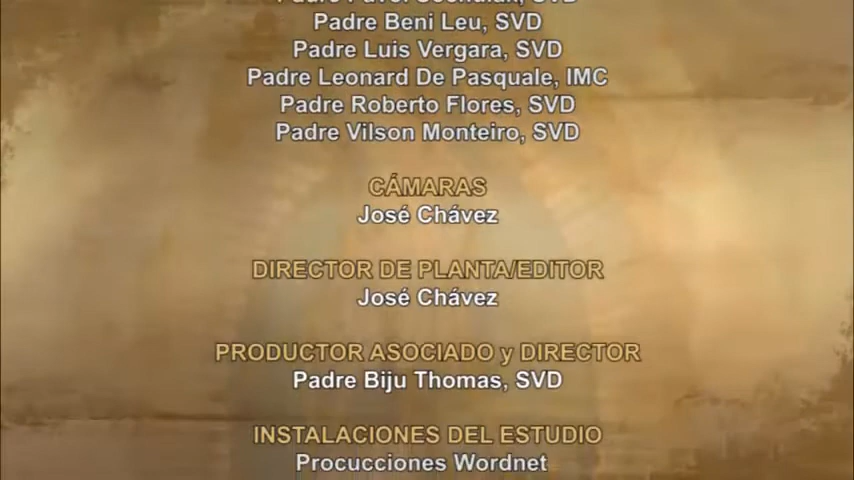 Padre
Padre Beni Leu, SVD
Padre Luis Vergara, SVD
Padre Leonard De Pasquale, IMC
Padre Roberto Flores, SVD
Padre Vilson Monteiro, SVD
CÁMARAS
José Chávez
DIRECTOR DE PLANTA/EDITOR
José Chávez
PRODUCTOR ASOCIADO y DIRECTOR
Padre Biju Thomas, SVD
INSTALACIONES DEL ESTUDIO
Procucciones Wordnet